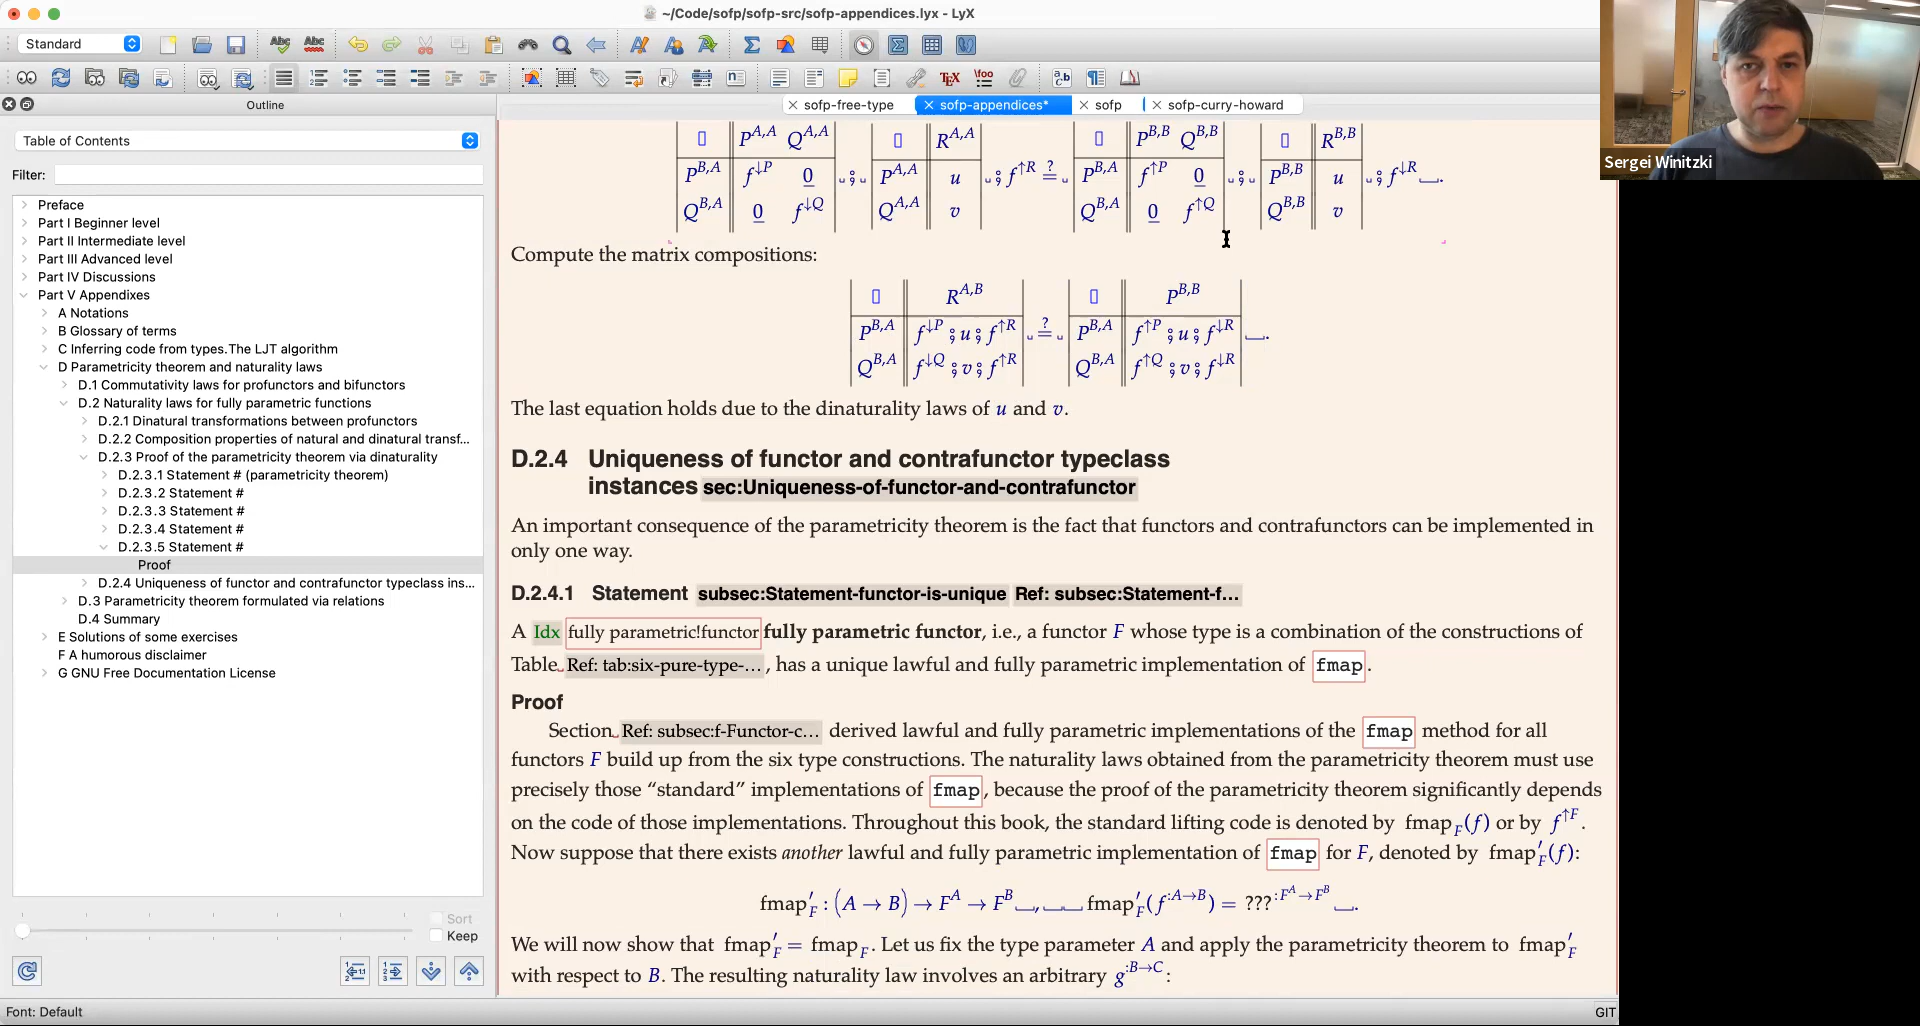 ~/Code/sofp/sofp-src/sofp-appendices.lyx - LyX
Standard
Outline
sofp-free-type
sofp-appendices*
sofp
sofp-curry-howard
Table of Contents
Filter:
Preface
Part I Beginner level
Part II Intermediate level
Part III Advanced level
Part IV Discussions
Part V Appendixes
A Notations
B Glossary of terms
C Inferring code from types.The LJT algorithm
D Parametricity theorem and naturality laws
D.1 Commutativity laws for profunctors and bifunctors
D.2 Naturality laws for fully parametric functions
D.2.1 Dinatural transformations between profunctors
D.2.2 Composition properties of natural and dinatural transf...
D.2.3 Proof of the parametricity theorem via dinaturality
D.2.3.1 Statement # (parametricity theorem)
D.2.3.2 Statement #
D.2.3.3 Statement #
D.2.3.4 Statement #
D.2.3.5 Statement #
Proof
D.2.4 Uniqueness of functor and contrafunctor typeclass ins...
D.3 Parametricity theorem formulated via relations
D.4 Summary
E Solutions of some exercises
F A humorous disclaimer
G GNU Free Documentation License
Sort
Keep
Font: Default
P^{A,A} Q^{A,A} R^{A,A} P^{B,B} Q^{B,B} R^{B,B}
P^{B,A} f^{↓P} 0 ⨟ P^{A,A} u ⨟ f^{↑R} ?= P^{B,A} f^{↑P} 0 ⨟ P^{B,B} u ⨟ f^{↓R} .
Q^{B,A} 0 f^{↓Q} Q^{A,A} v Q^{B,A} 0 f^{↑Q} Q^{B,B} v
Compute the matrix compositions:
R^{A,B} P^{B,B}
P^{B,A} f^{↓P} ⨟ u ⨟ f^{↑R} ?= P^{B,A} f^{↑P} ⨟ u ⨟ f^{↓R} .
Q^{B,A} f^{↓Q} ⨟ v ⨟ f^{↑R} Q^{B,A} f^{↑Q} ⨟ v ⨟ f^{↓R}
The last equation holds due to the dinaturality laws of u and v.
D.2.4 Uniqueness of functor and contrafunctor typeclass
instances sec:Uniqueness-of-functor-and-contrafunctor
An important consequence of the parametricity theorem is the fact that functors and contrafunctors can be implemented in
only one way.
D.2.4.1 Statement subsec:Statement-functor-is-unique Ref: subsec:Statement-f...
A Idx fully parametric!functor fully parametric functor, i.e., a functor F whose type is a combination of the constructions of
Table Ref: tab:six-pure-type-... , has a unique lawful and fully parametric implementation of fmap.
Proof
Section Ref: subsec:f-Functor-c... derived lawful and fully parametric implementations of the fmap method for all
functors F build up from the six type constructions. The naturality laws obtained from the parametricity theorem must use
precisely those “standard” implementations of fmap, because the proof of the parametricity theorem significantly depends
on the code of those implementations. Throughout this book, the standard lifting code is denoted by fmap_F(f) or by f^{↑F}.
Now suppose that there exists another lawful and fully parametric implementation of fmap for F, denoted by fmap′_F(f):
fmap′_F : (A → B) → F^A → F^B , fmap′_F(f^{:A→B}) = ???^{:F^A→F^B} .
We will now show that fmap′_F = fmap_F. Let us fix the type parameter A and apply the parametricity theorem to fmap′_F
with respect to B. The resulting naturality law involves an arbitrary g^{:B→C}:
GIT
Sergei Winitzki